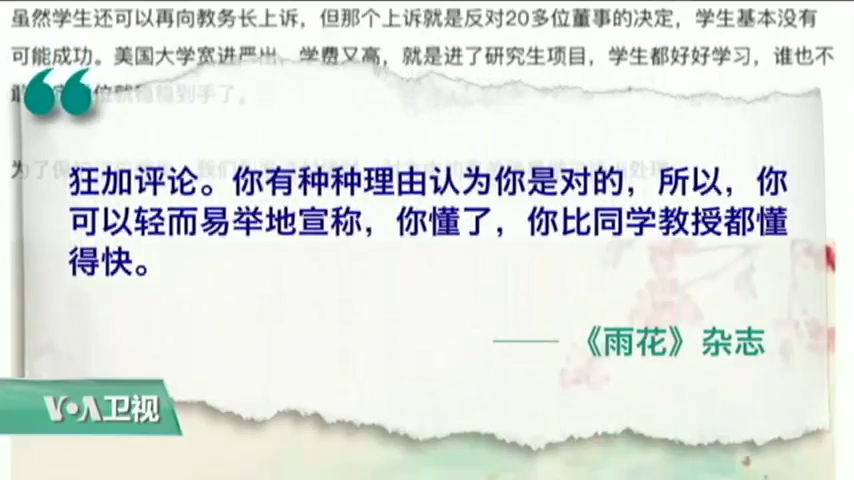 虽然学生还可以再向教务长上诉，但那个上诉就是反对20多位董事的决定，学生基本没有
可能成功。美国大学宽进严出、学费又高，就是进了研究生项目，学生都好好学习，谁也不
敢
位就稳稳到手了。
狂加评论。你有种种理由认为你是对的，所以，你
可以轻而易举地宣称，你懂了，你比同学教授都懂
得快。
——《雨花》杂志
VOA卫视